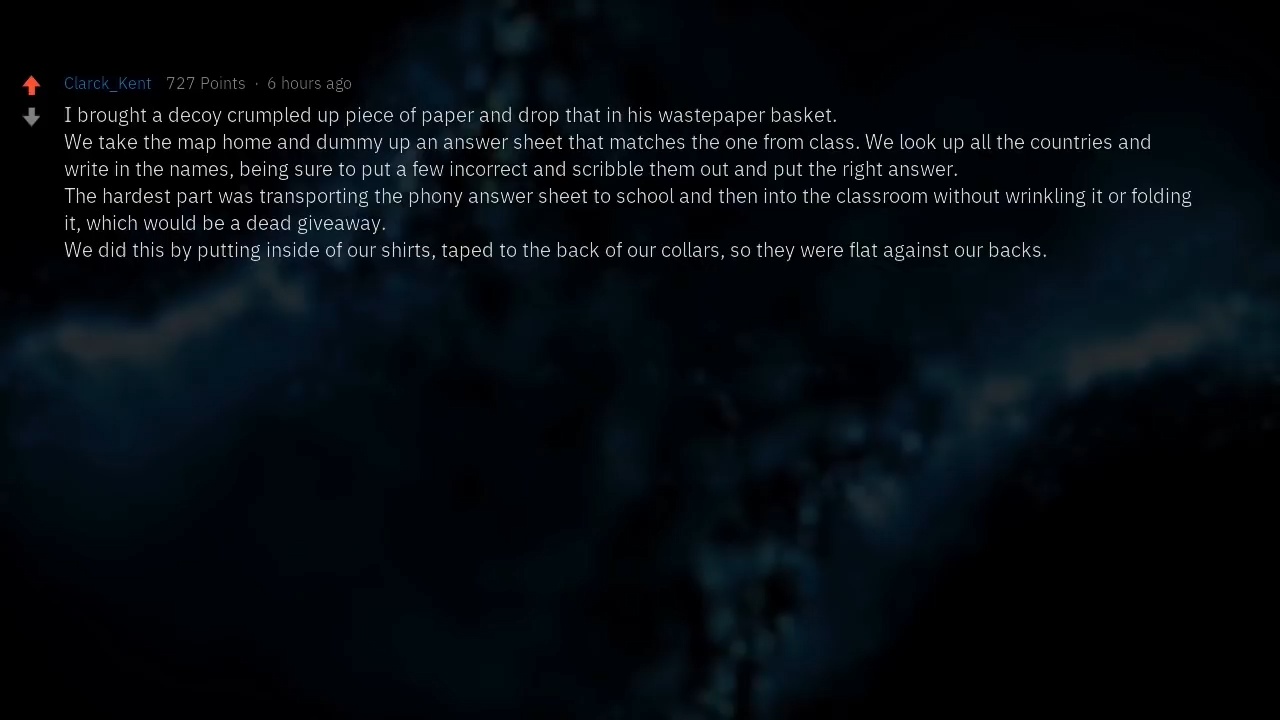 Clarck_Kent 727 Points · 6 hours ago
I brought a decoy crumpled up piece of paper and drop that in his wastepaper basket.
We take the map home and dummy up an answer sheet that matches the one from class. We look up all the countries and
write in the names, being sure to put a few incorrect and scribble them out and put the right answer.
The hardest part was transporting the phony answer sheet to school and then into the classroom without wrinkling it or folding
it, which would be a dead giveaway.
We did this by putting inside of our shirts, taped to the back of our collars, so they were flat against our backs.